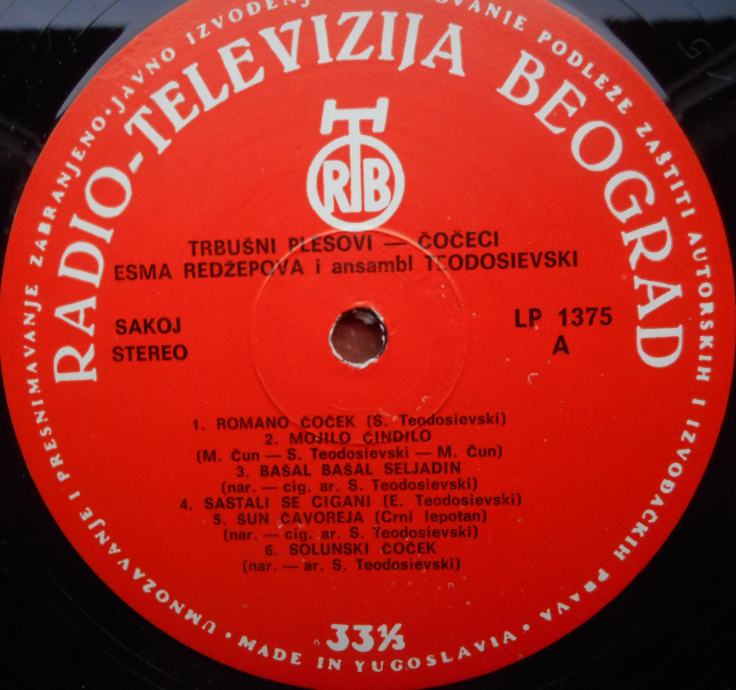 UMNOZAVANJE I PRESNIMAVANJE ZABRANJENO · JAVNO IZVOĐENJ
OVANJE PODLEŽE ZAŠTITI AUTORSKIH I IZVOĐAČKIH PRAVA · MADE IN YUGOSLAVIA ·
RADIO-TELEVIZIJA BEOGRAD
RTB
TRBUŠNI PLESOVI — ČOČECI
ESMA REDŽEPOVA i ansambl TEODOSIEVSKI
SAKOJ
STEREO
LP 1375
A
1. ROMANO ČOČEK (S. Teodosievski)
2. MOJILO ČINDILO
(M. Čun — S. Teodosievski — M. Čun)
3. BAŠAL BAŠAL SELJADIN
(nar. — cig. ar. S. Teodosievski)
4. SASTALI SE CIGANI (E. Teodosievski)
5. ŠUN ČAVOREJA (Crni lepotan)
(nar. — cig. ar. S. Teodosievski)
6. SOLUNSKI ČOČEK
(nar. — ar. S. Teodosievski)
33⅓